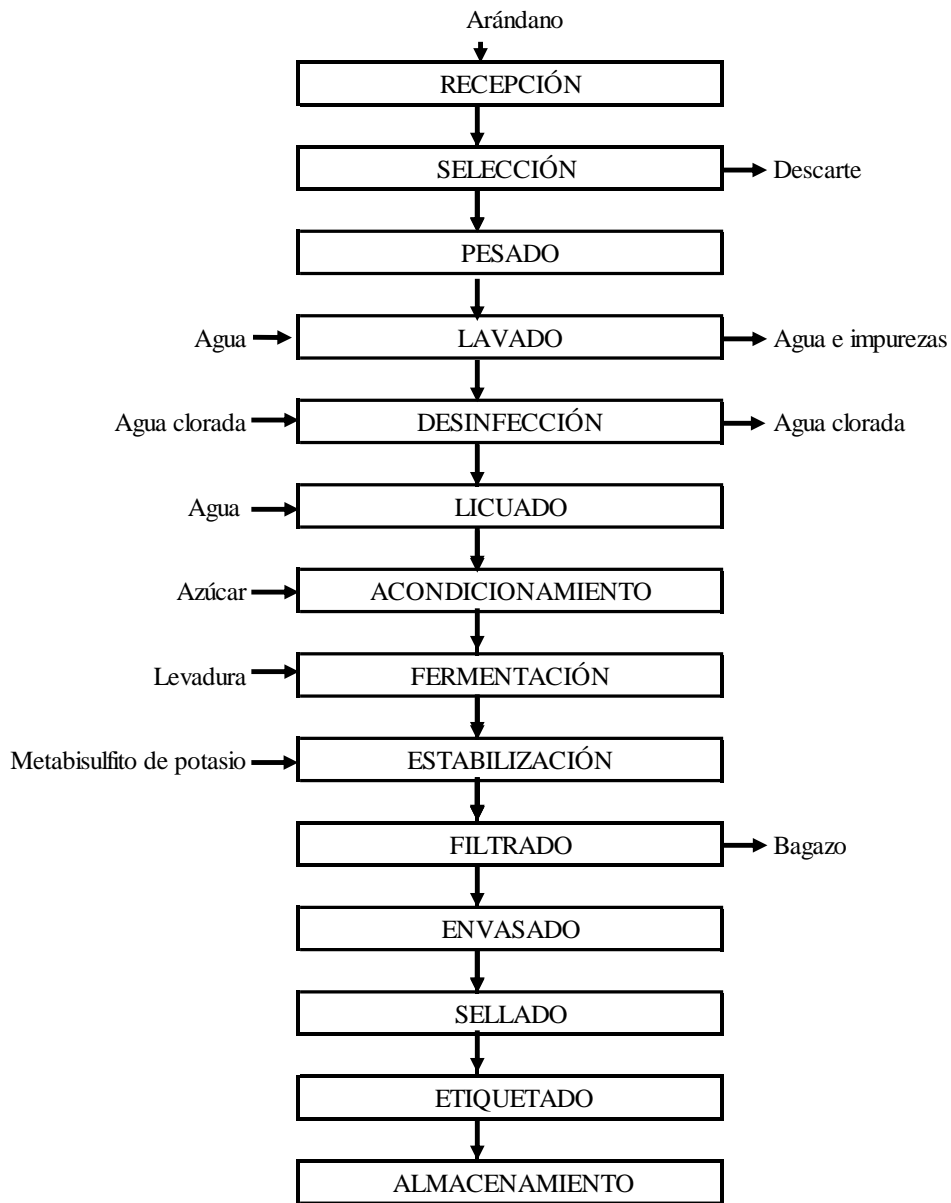 Arándano
RECEPCIÓN
SELECCIÓN
Descarte
PESADO
Agua
LAVADO
Agua e impurezas
Agua clorada
DESINFECCIÓN
Agua clorada
Agua
LICUADO
Azúcar
ACONDICIONAMIENTO
Levadura
FERMENTACIÓN
Metabisulfito de potasio
ESTABILIZACIÓN
FILTRADO
Bagazo
ENVASADO
SELLADO
ETIQUETADO
ALMACENAMIENTO